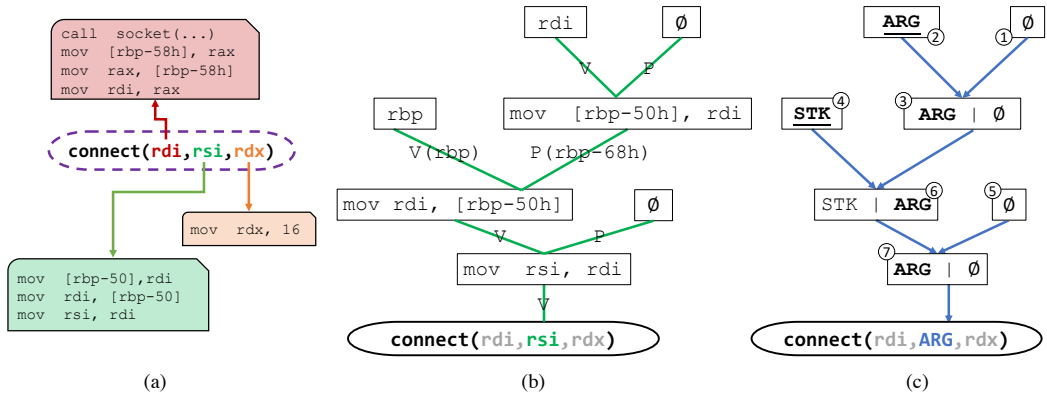 call socket(...)
mov [rbp-58h], rax
mov rax, [rbp-58h]
mov rdi, rax
connect(rdi,rsi,rdx)
mov rdx, 16
mov [rbp-50],rdi
mov rdi, [rbp-50]
mov rsi, rdi
(a)
rdi
Ø
V
P
mov [rbp-50h], rdi
rbp
V(rbp)
P(rbp-68h)
mov rdi, [rbp-50h]
Ø
V
P
mov rsi, rdi
V
connect(rdi,rsi,rdx)
(b)
ARG
②
①
Ø
STK
④
③
ARG | Ø
STK | ARG
⑥
⑤
Ø
⑦
ARG | Ø
connect(rdi,ARG,rdx)
(c)